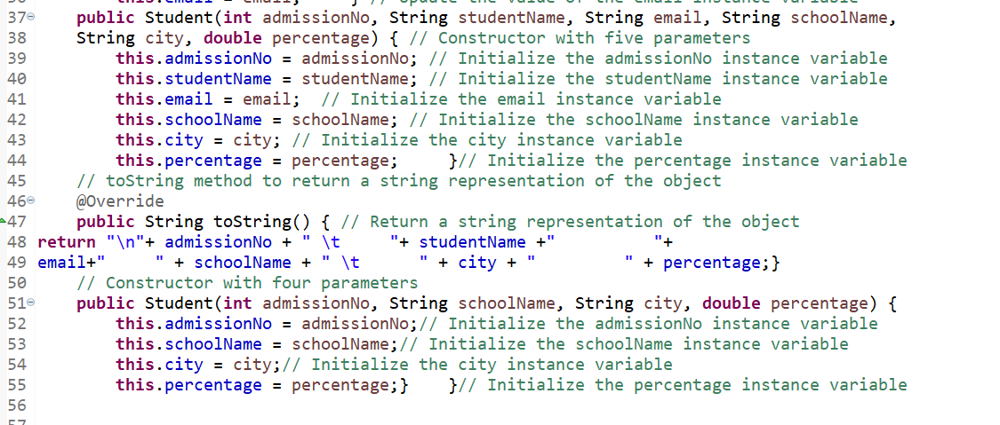 37 public Student(int admissionNo, String studentName, String email, String schoolName,
38 String city, double percentage) { // Constructor with five parameters
39 this.admissionNo = admissionNo; // Initialize the admissionNo instance variable
40 this.studentName = studentName; // Initialize the studentName instance variable
41 this.email = email;  // Initialize the email instance variable
42 this.schoolName = schoolName; // Initialize the schoolName instance variable
43 this.city = city; // Initialize the city instance variable
44 this.percentage = percentage;     }// Initialize the percentage instance variable
45 // toString method to return a string representation of the object
46 @Override
47 public String toString() { // Return a string representation of the object
48 return "\n"+ admissionNo + " \t     "+ studentName +"          "+
49 email+"     " + schoolName + " \t      " + city + "         " + percentage;}
50 // Constructor with four parameters
51 public Student(int admissionNo, String schoolName, String city, double percentage) {
52 this.admissionNo = admissionNo;// Initialize the admissionNo instance variable
53 this.schoolName = schoolName;// Initialize the schoolName instance variable
54 this.city = city;// Initialize the city instance variable
55 this.percentage = percentage;}    }// Initialize the percentage instance variable
56
57